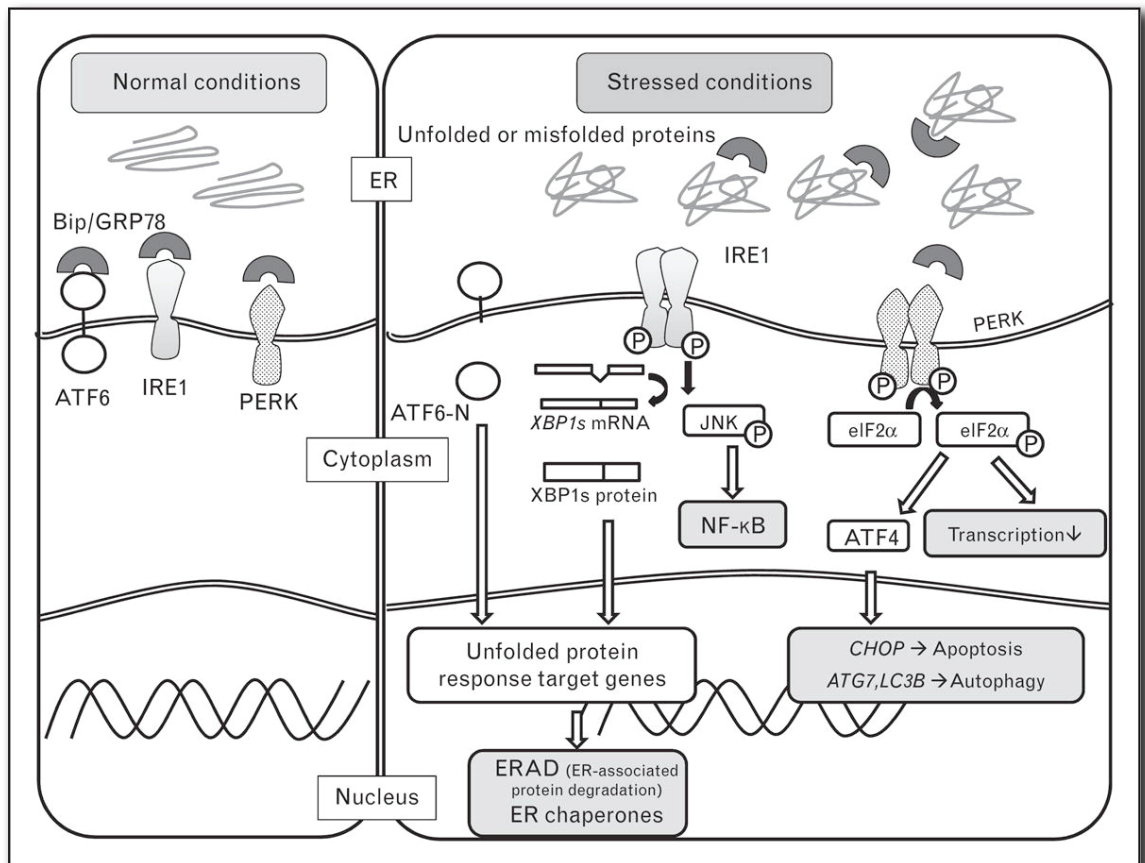 Normal conditions
Stressed conditions
Unfolded or misfolded proteins
ER
Bip/GRP78
IRE1
ATF6
IRE1
PERK
PERK
P
P
P
P
ATF6-N
XBP1s mRNA
JNK
P
eIF2α
eIF2α
P
Cytoplasm
XBP1s protein
NF-κB
ATF4
Transcription↓
Unfolded protein
response target genes
CHOP → Apoptosis
ATG7,LC3B → Autophagy
ERAD (ER-associated
protein degradation)
ER chaperones
Nucleus